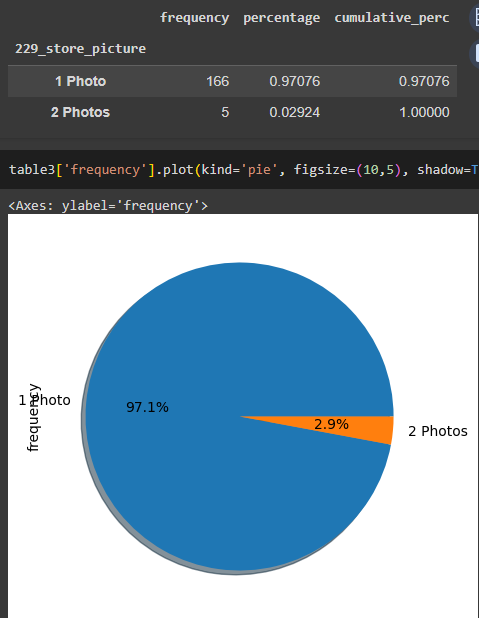 frequency percentage cumulative_perc
229_store_picture
1 Photo 166 0.97076 0.97076
2 Photos 5 0.02924 1.00000
table3['frequency'].plot(kind='pie', figsize=(10,5), shadow=T
<Axes: ylabel='frequency'>
1 Photo
frequency
97.1%
2.9%
2 Photos